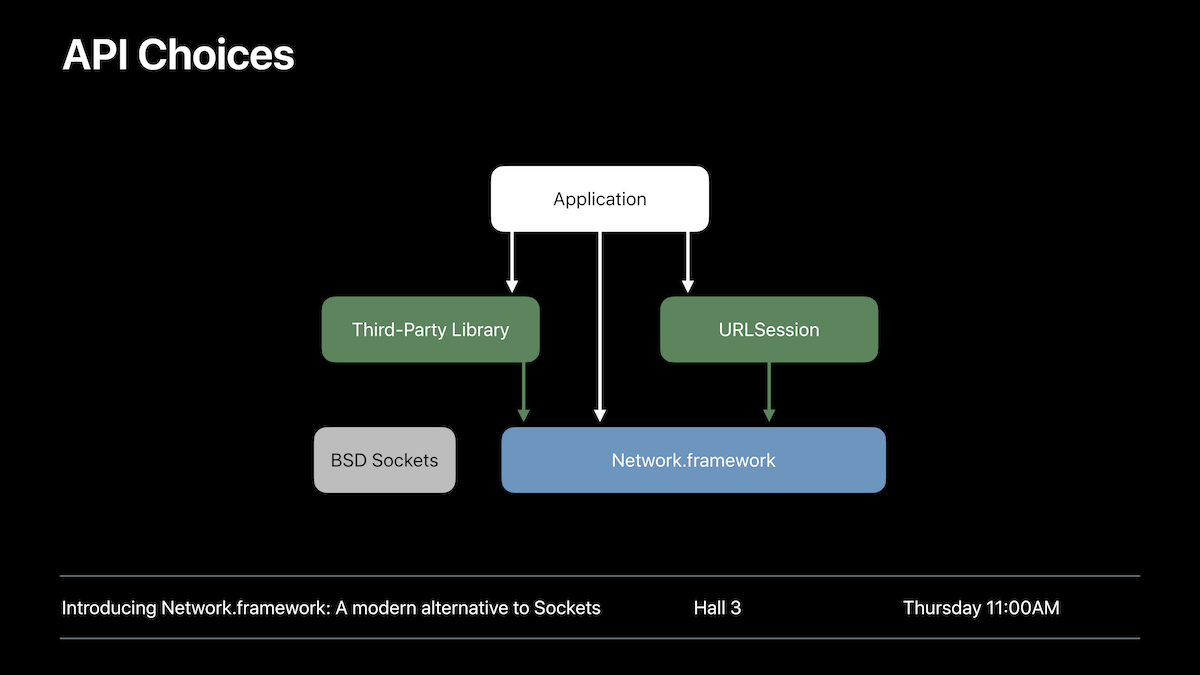 API Choices
Application
Third-Party Library
URLSession
BSD Sockets
Network.framework
Introducing Network.framework: A modern alternative to Sockets
Hall 3
Thursday 11:00AM